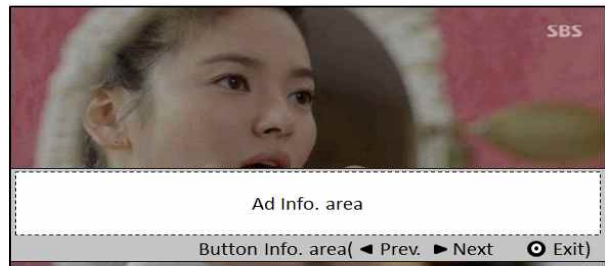 SBS
Ad Info. area
Button Info. area( ◄ Prev. ► Next ⊙ Exit)